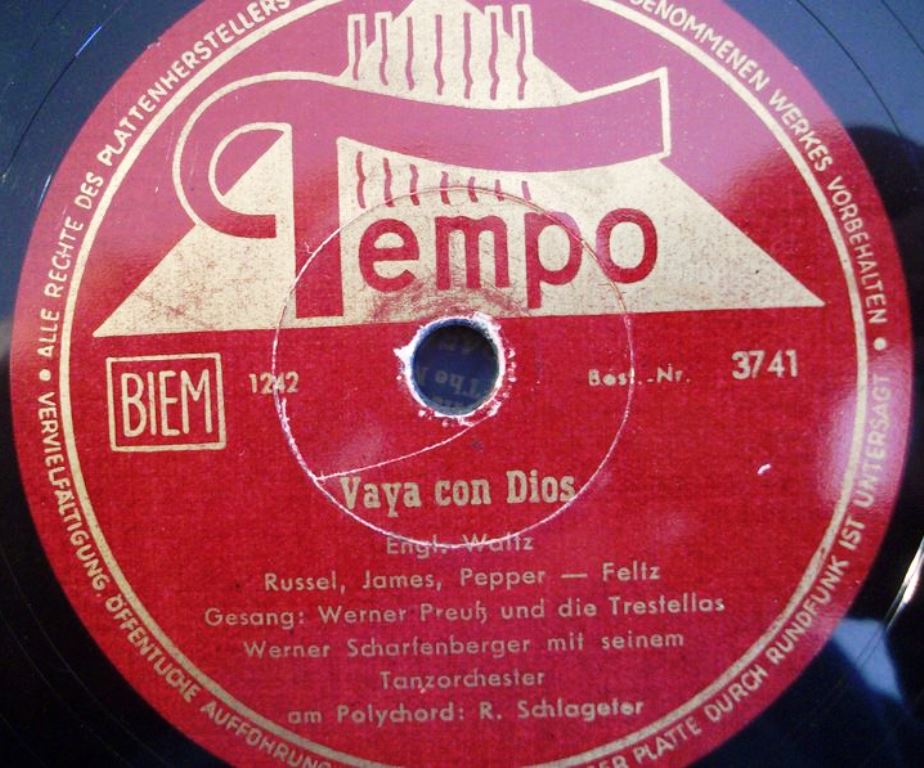 ALLE RECHTE DES PLATTENHERSTELLERS
GENOMMENEN WERKES VORBEHALTEN
Tempo
BIEM
1242
Best.-Nr. 3741
Vaya con Dios
Engl. Waltz
Russel, James, Pepper — Feltz
Gesang: Werner Preuß und die Trestellas
Werner Scharfenberger mit seinem
Tanzorchester
am Polychord: R. Schlageter
VERVIELFÄLTIGUNG, ÖFFENTLICHE AUFFÜHRUNG
PLATTE DURCH RUNDFUNK IST UNTERSAGT